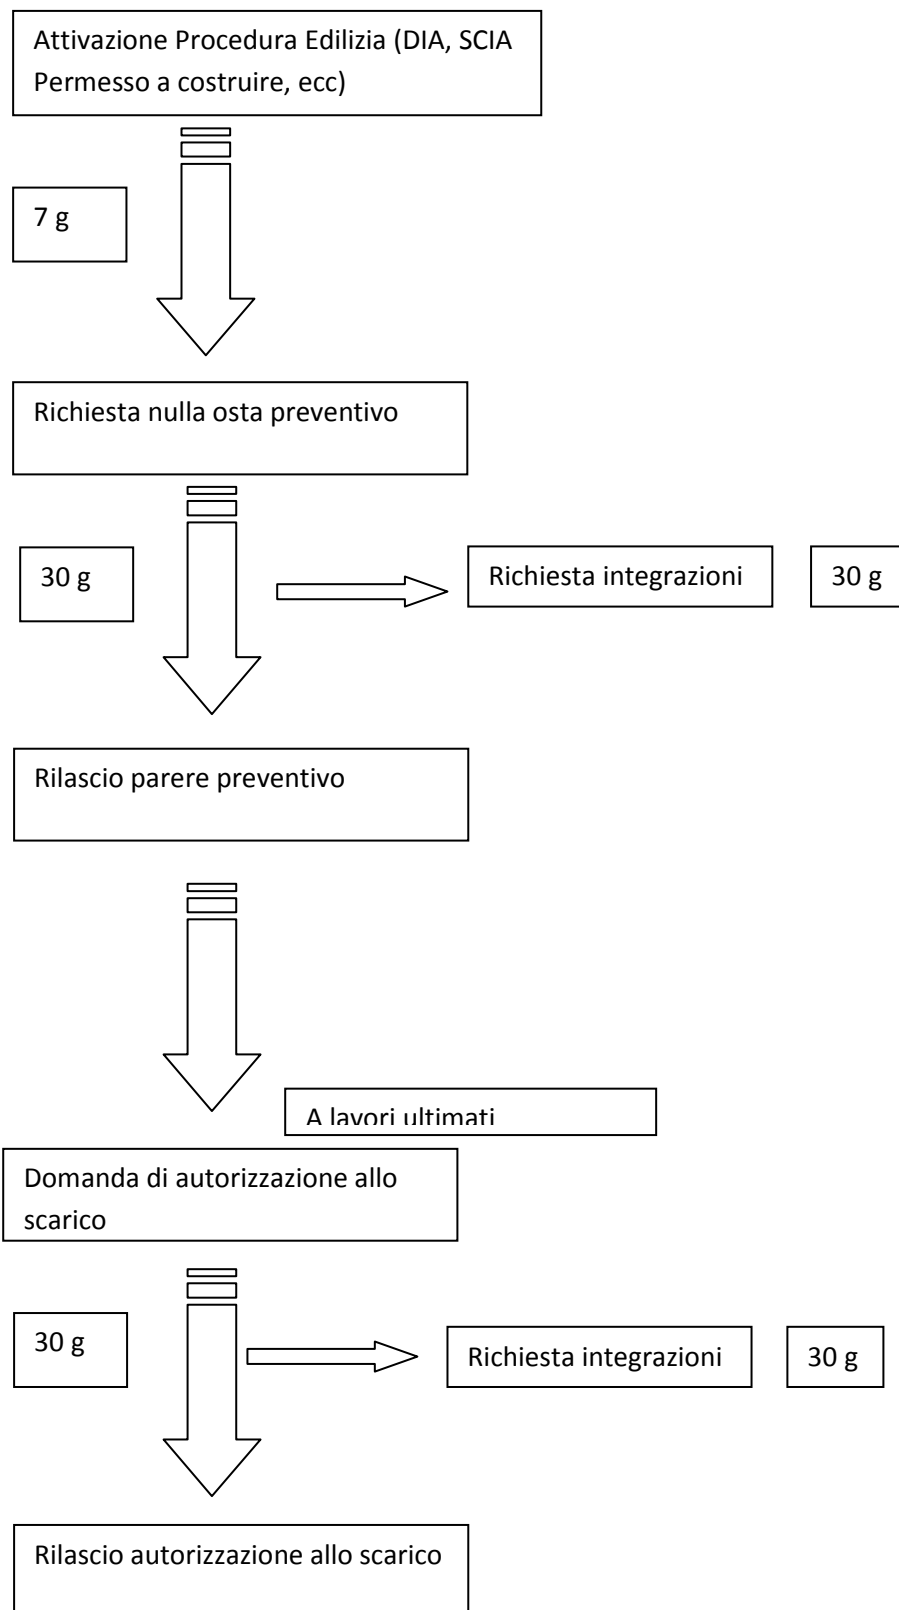 Attivazione Procedura Edilizia (DIA, SCIA
Permesso a costruire, ecc)
7 g
Richiesta nulla osta preventivo
30 g
Richiesta integrazioni
30 g
Rilascio parere preventivo
A lavori ultimati
Domanda di autorizzazione allo
scarico
30 g
Richiesta integrazioni
30 g
Rilascio autorizzazione allo scarico